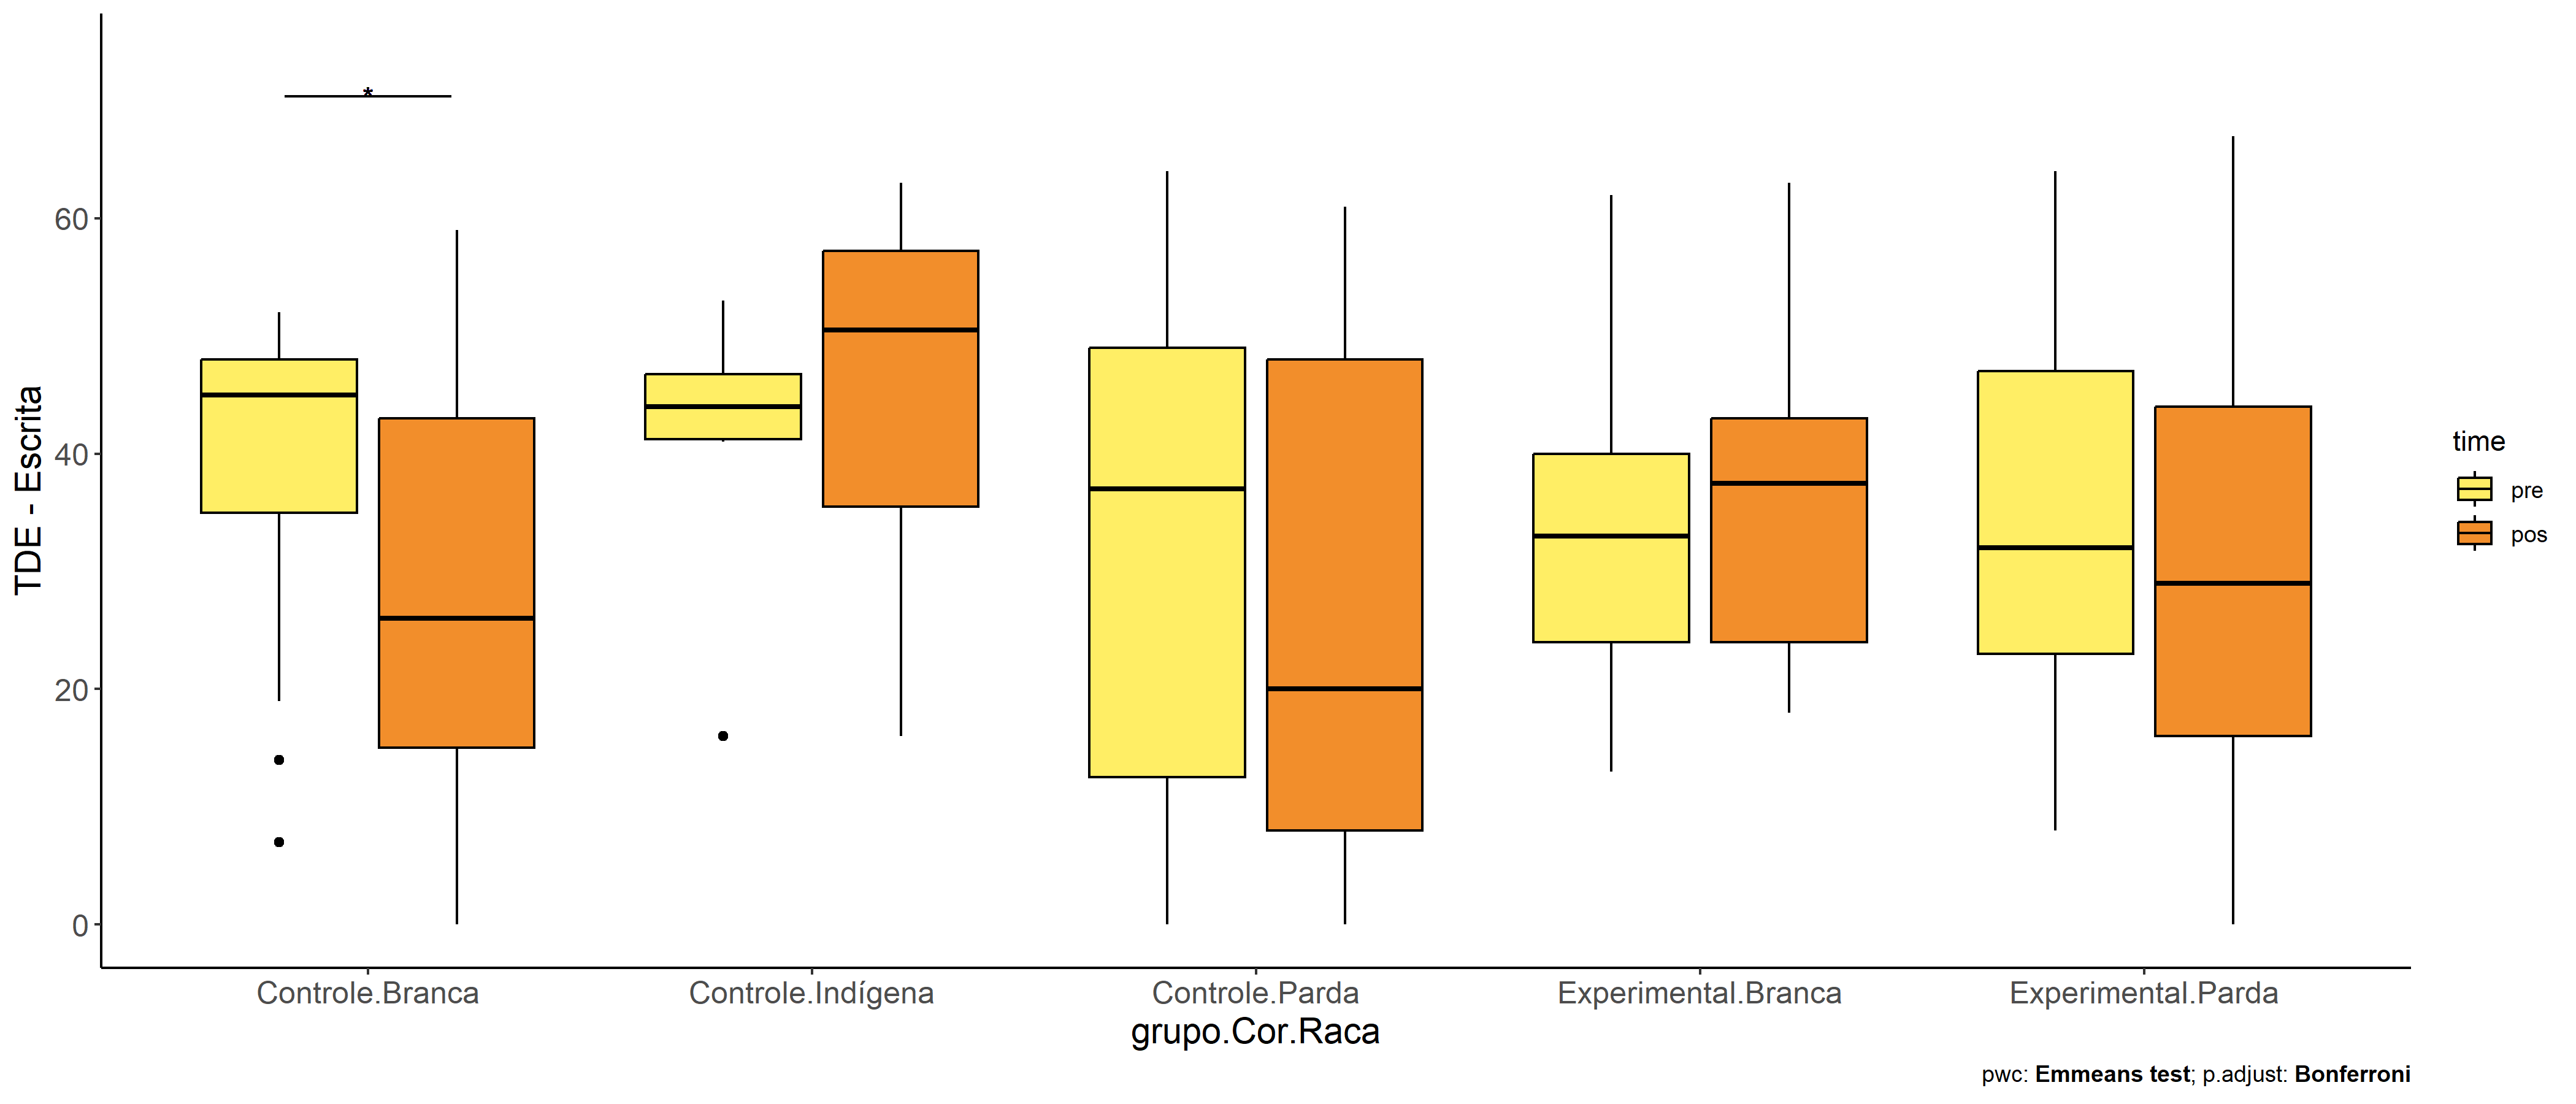 *
60
40
20
0
TDE - Escrita
Controle.Branca
Controle.Indígena
Controle.Parda
Experimental.Branca
Experimental.Parda
grupo.Cor.Raca
time
pre
pos
pwc: Emmeans test; p.adjust: Bonferroni